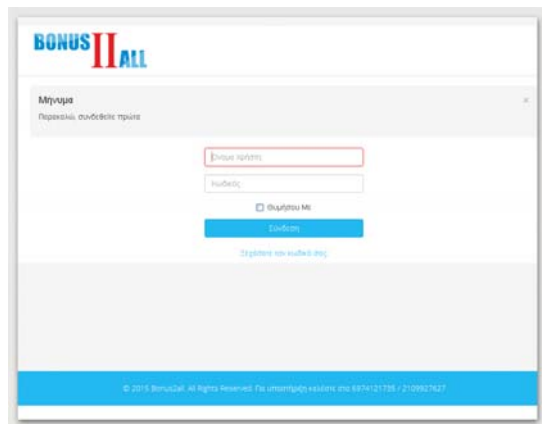 BONUS II ALL
Μήνυμα
×
Παρακαλώ, συνδεθείτε πρώτα
Όνομα Χρήστη
Κωδικός
Θυμήσου Με
Σύνδεση
Ξεχάσατε τον κωδικό σας;
© 2015 Bonus2all. All Rights Reserved. Για υποστήριξη καλέστε στο 6974121735 / 2109927627